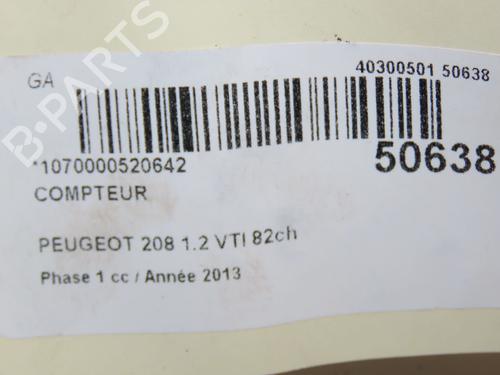 GA
40300501 50638
*1070000520642
50638
COMPTEUR
PEUGEOT 208 1.2 VTI 82ch
Phase 1 cc / Année 2013
B-PARTS